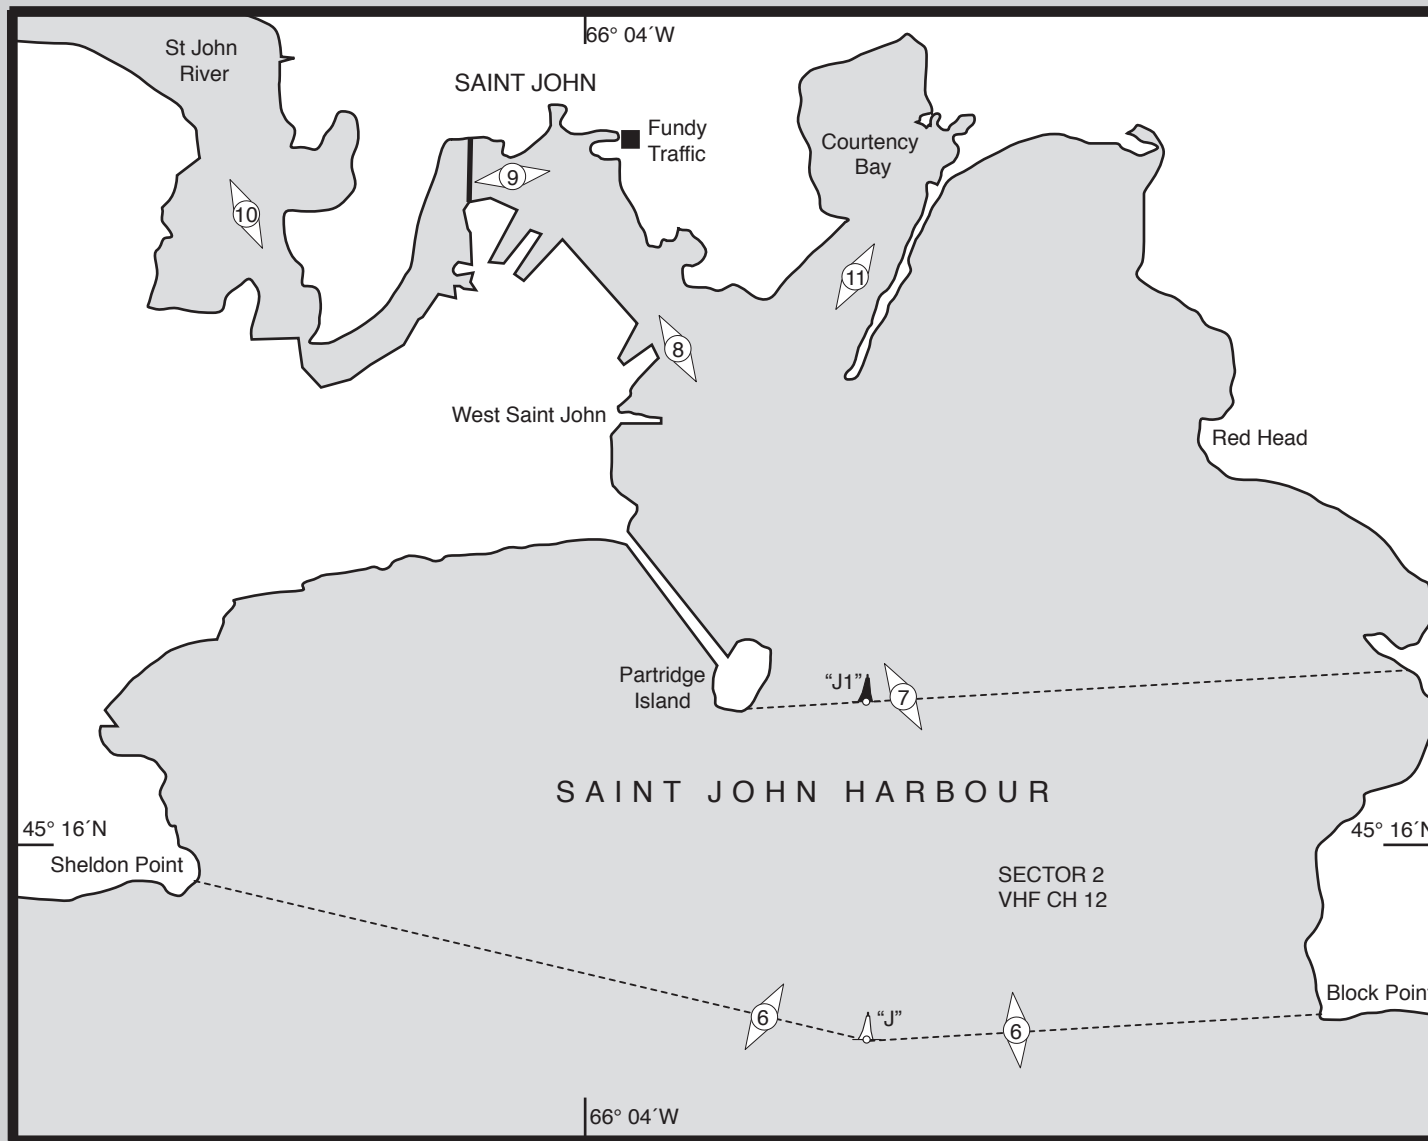 66° 04´W
St John
River
SAINT JOHN
Fundy
Traffic
Courtency
Bay
9
10
11
8
West Saint John
Red Head
Partridge
Island
“J1”
7
SAINT JOHN HARBOUR
45° 16´N
45° 16´N
Sheldon Point
SECTOR 2
VHF CH 12
Block Point
6
“J”
6
66° 04´W